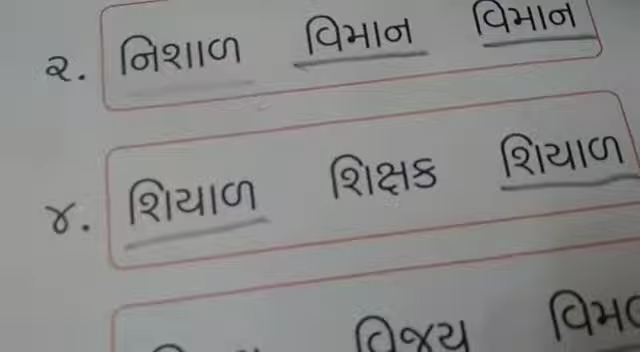 ૨. નિશાળ વિમાન વિમાન
૪. શિયાળ શિક્ષક શિયાળ
વિજય